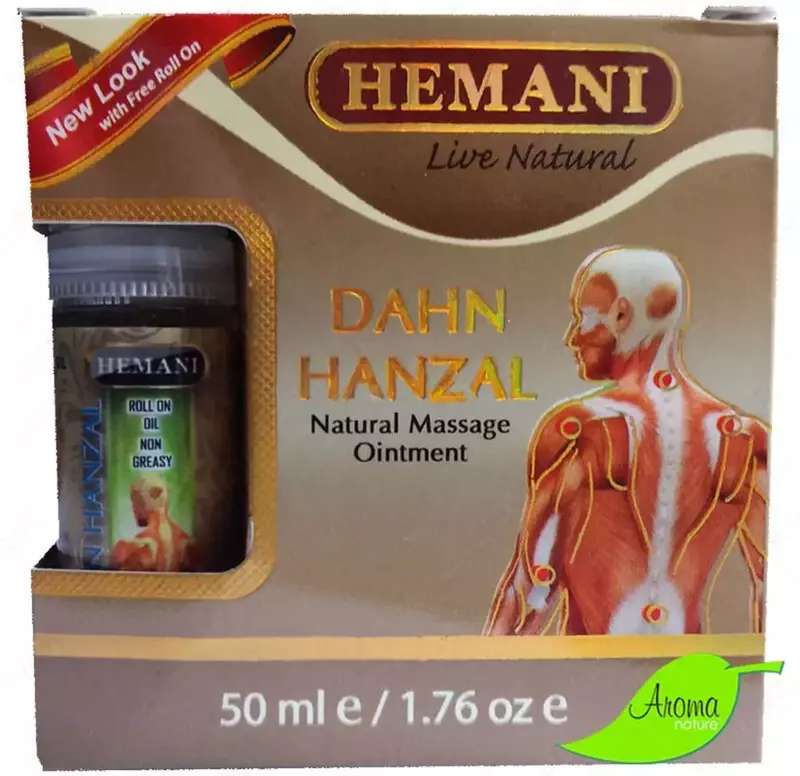 New Look
with Free Roll On
HEMANI
Live Natural
DAHN
HANZAL
Natural Massage
Ointment
HEMANI
ROLL ON
OIL
NON
GREASY
HANZAL
50 ml e / 1.76 oz e
Aroma
nature